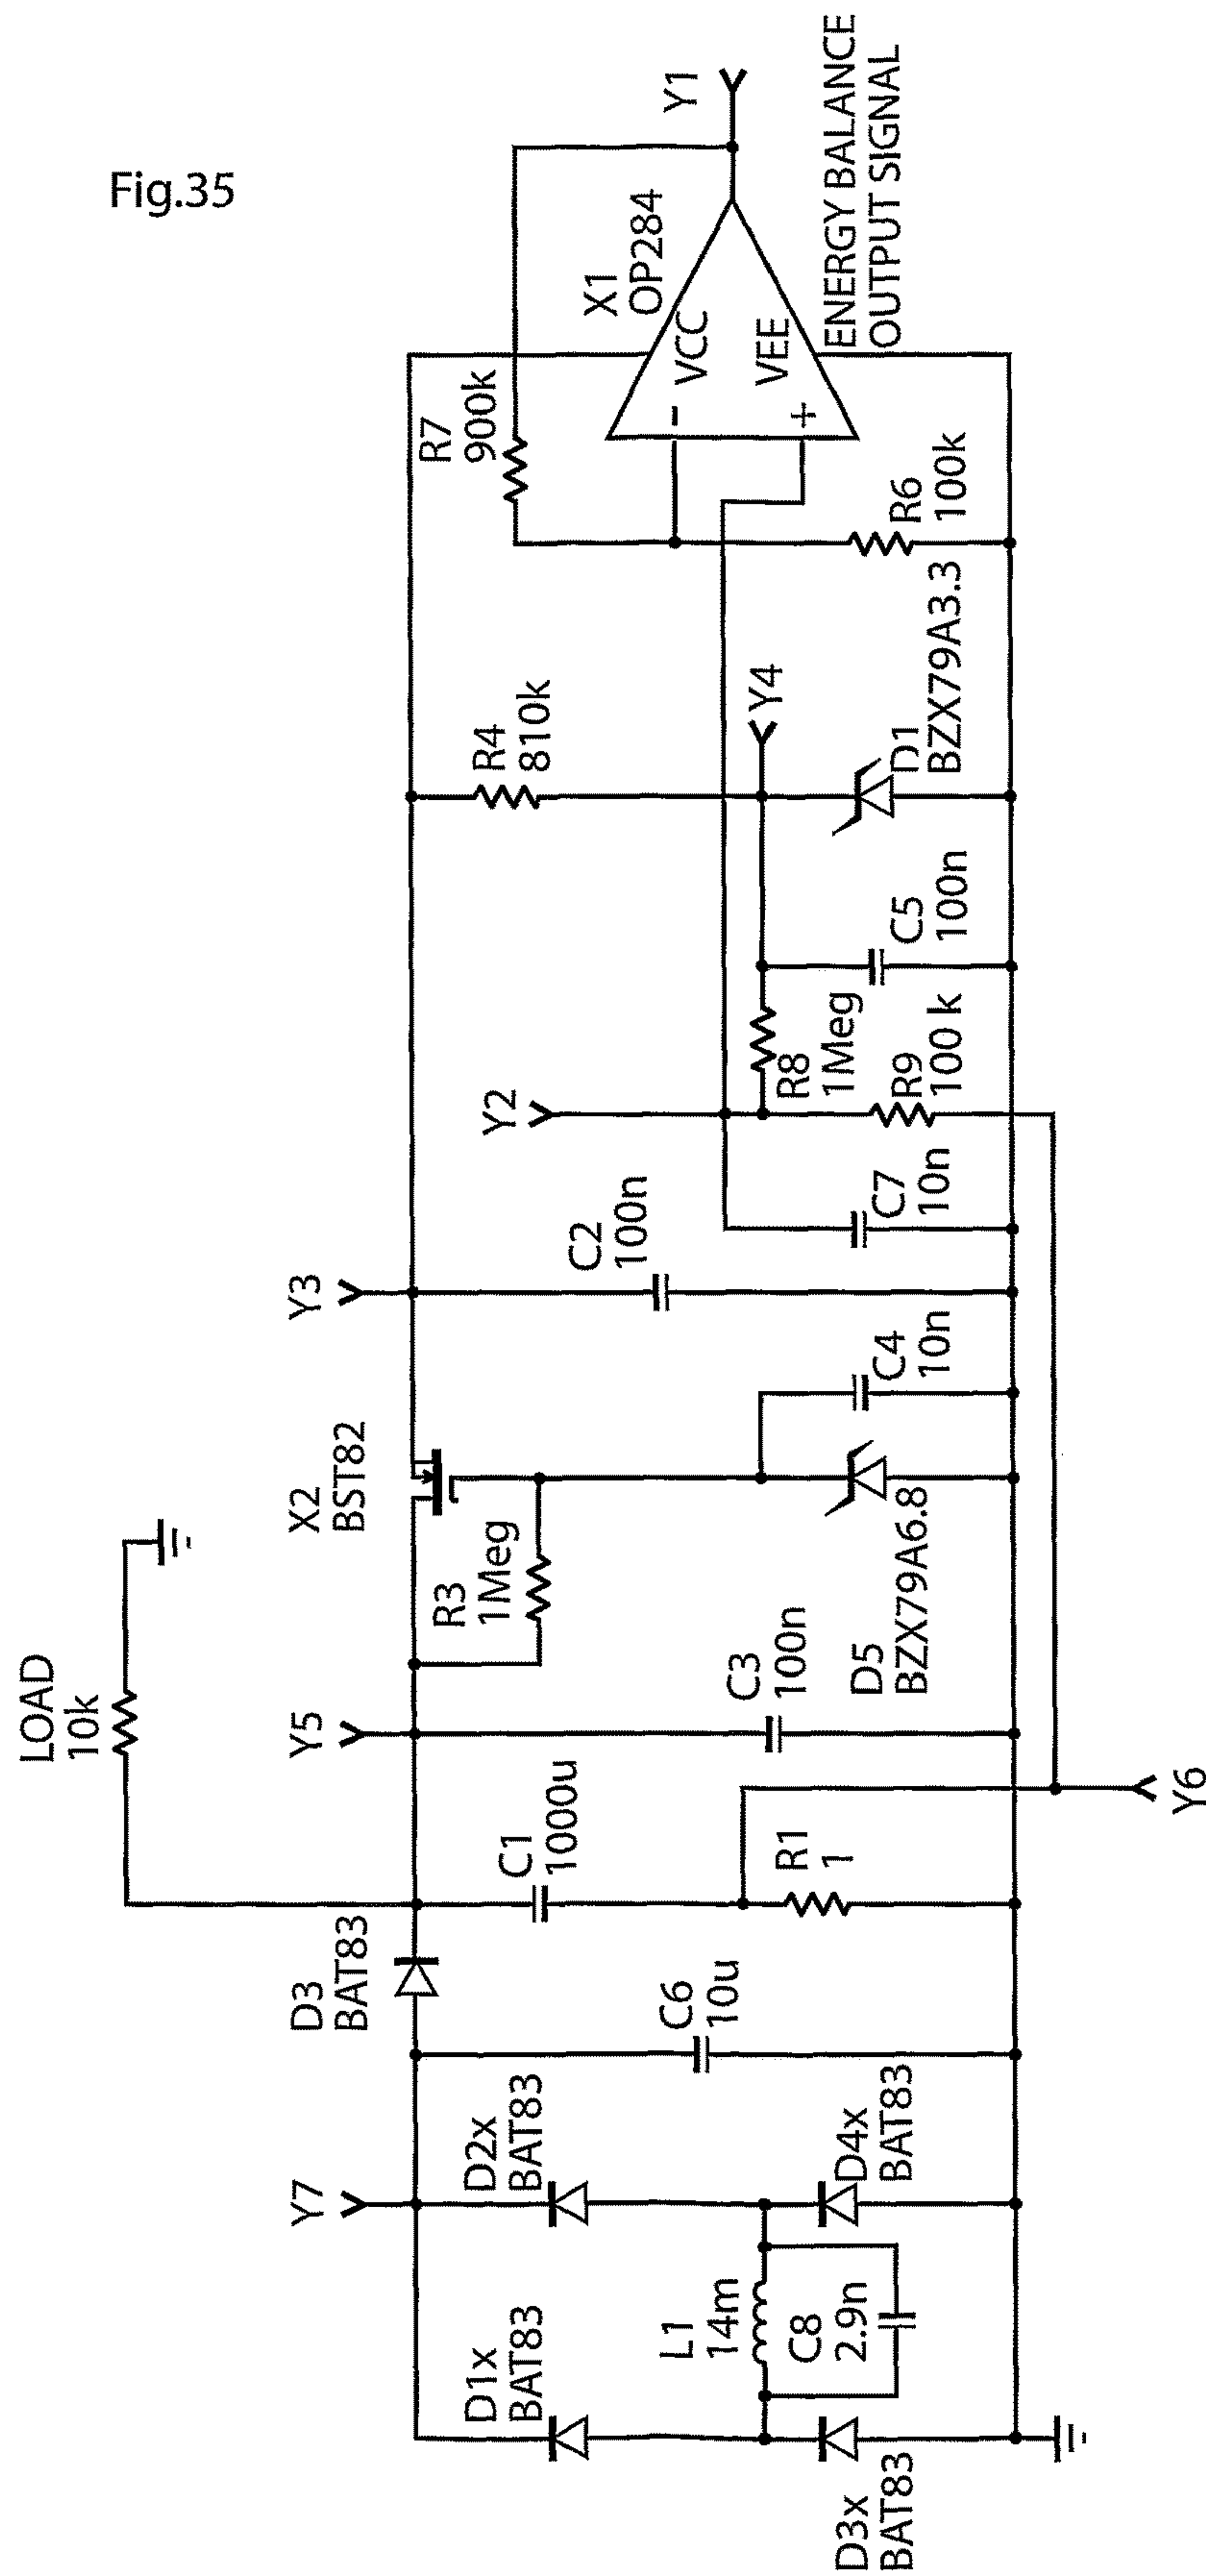 Fig.35
LOAD
10k
D1x
BAT83
D3x
BAT83
L1
14m
C8
2.9n
Y7
D2x
BAT83
D4x
BAT83
C6
10u
D3
BAT83
C1
1000u
R1
1
Y6
Y5
C3
100n
R3
1Meg
D5
BZX79A6.8
X2
BST82
C4
10n
Y3
C2
100n
C7
10n
Y2
R8
1Meg
R9
100 k
C5
100n
R4
810k
Y4
D1
BZX79A3.3
R7
900k
R6
100k
X1
OP284
VCC
VEE
-
+
Y1
ENERGY BALANCE
OUTPUT SIGNAL